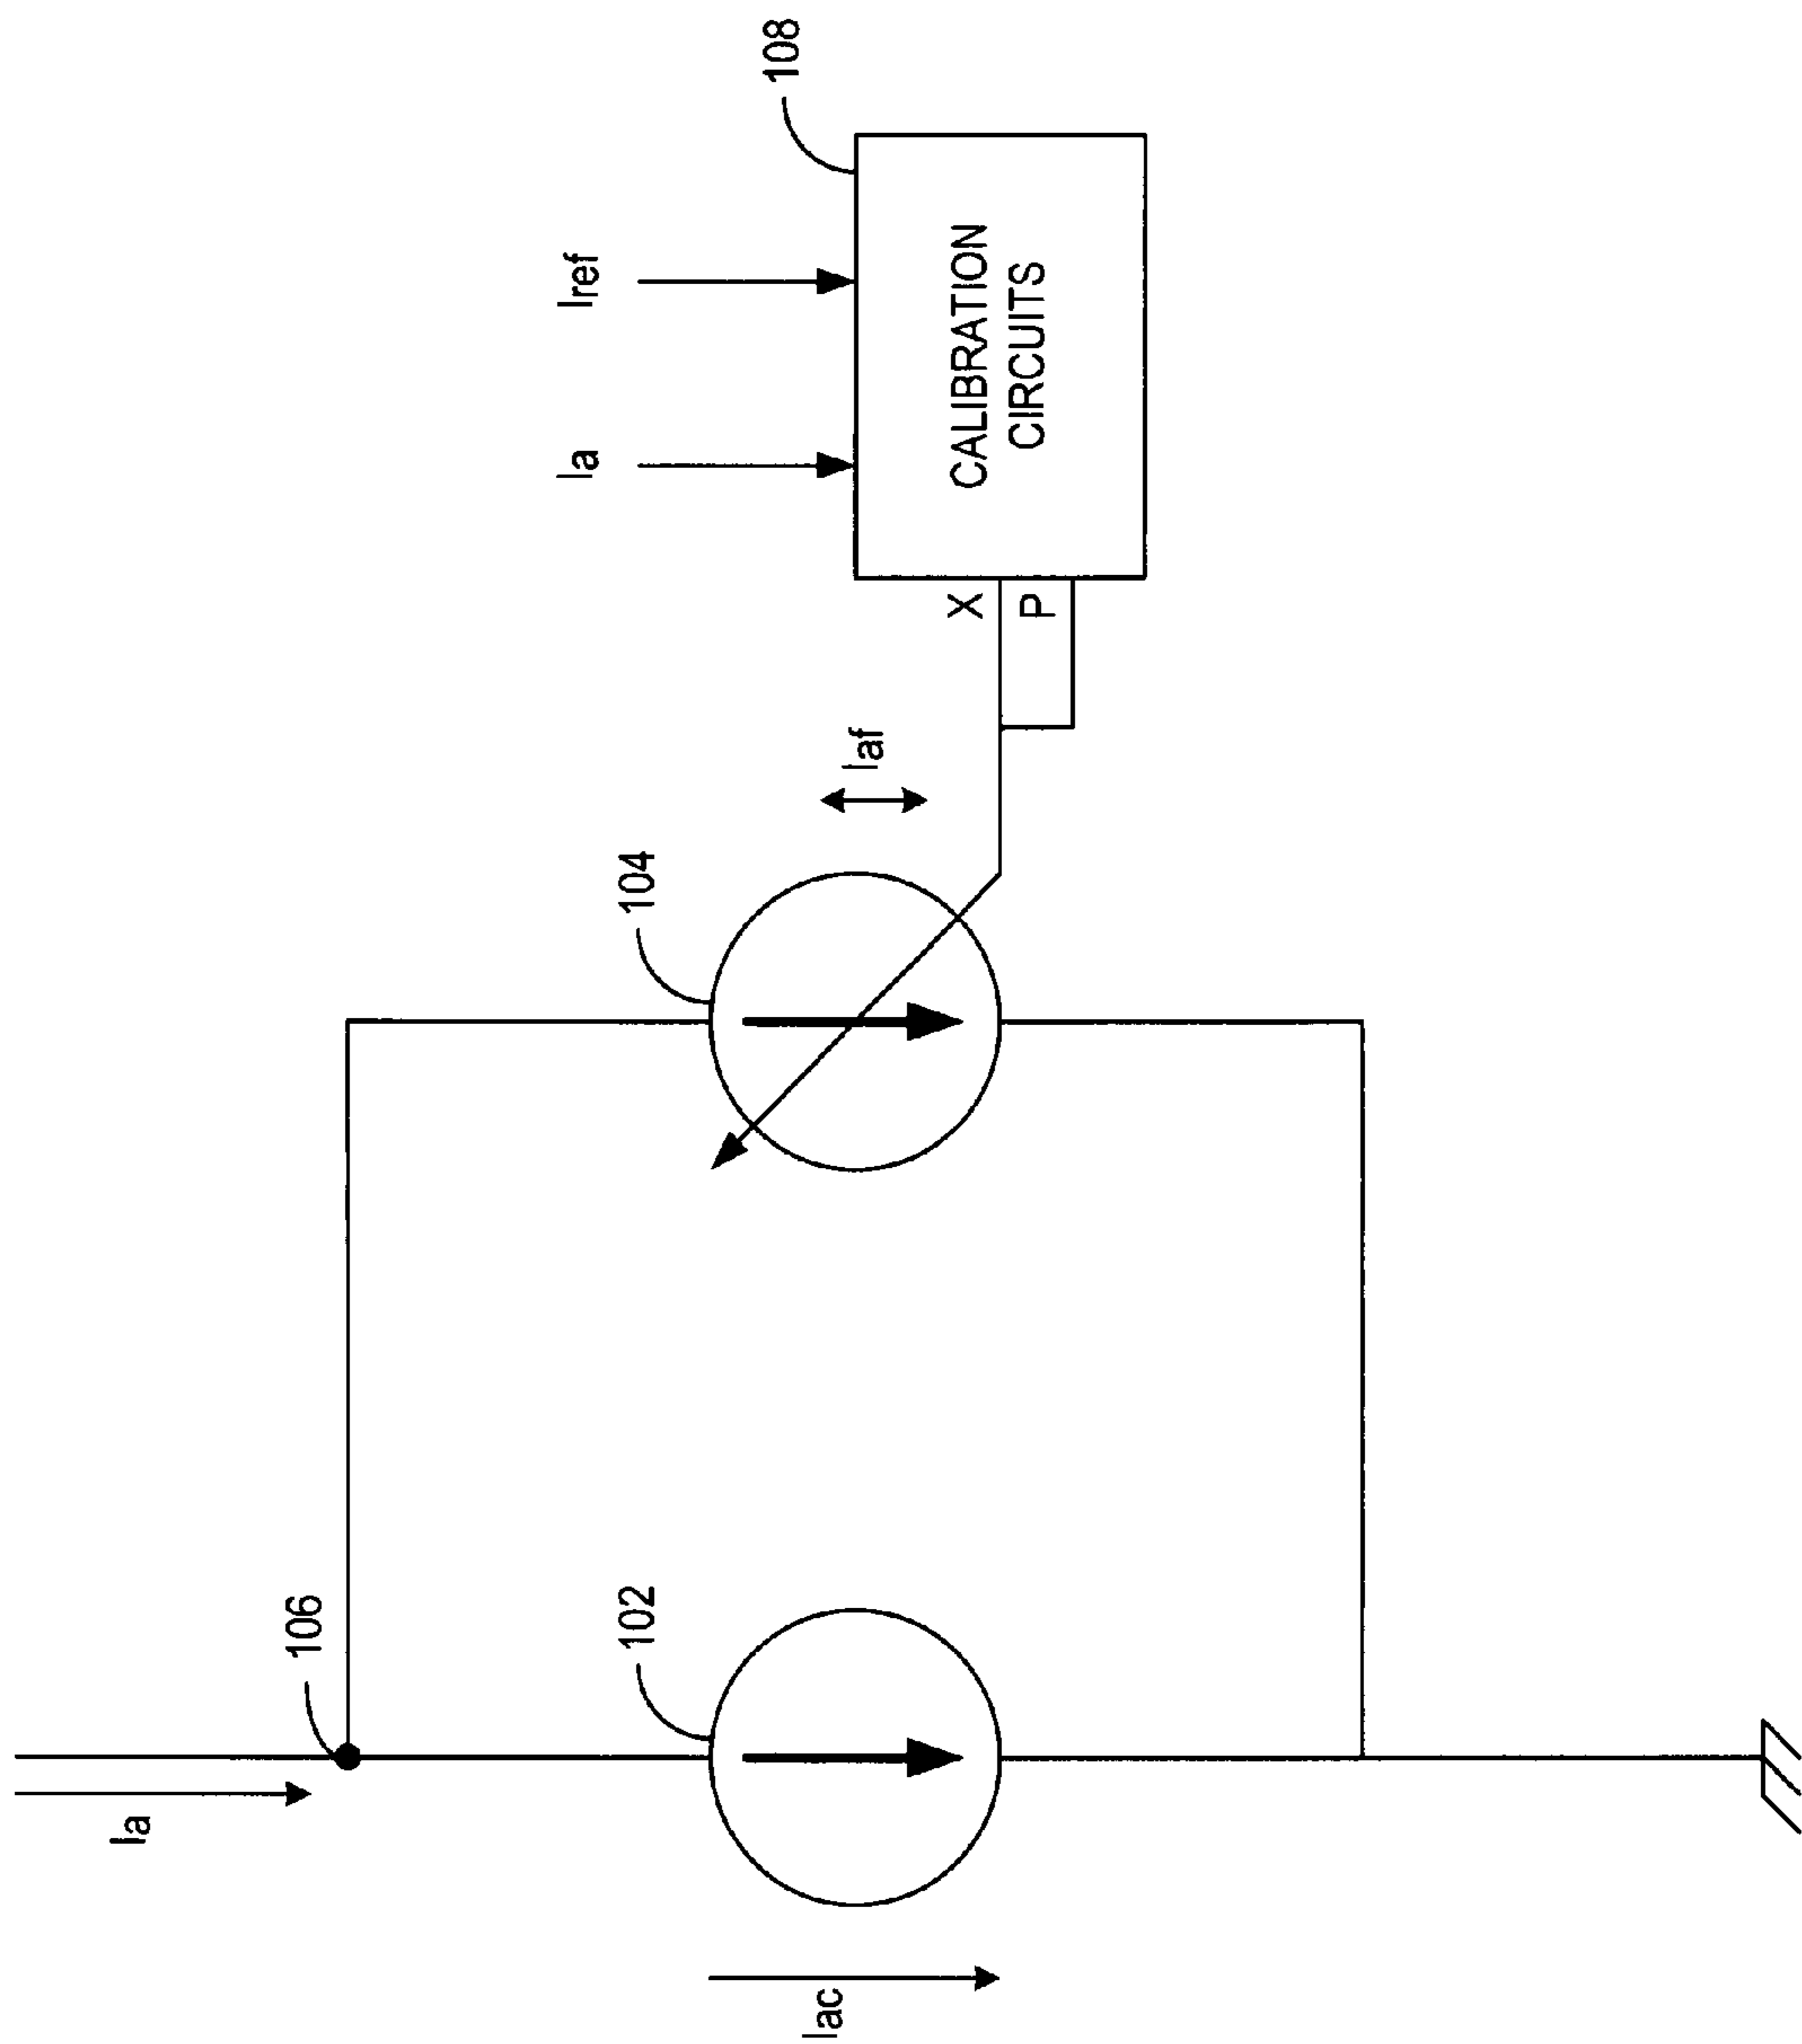 Ia
106
Iac
102
104
Iaf
X
P
Ia
Iref
CALIBRATION
CIRCUITS
108